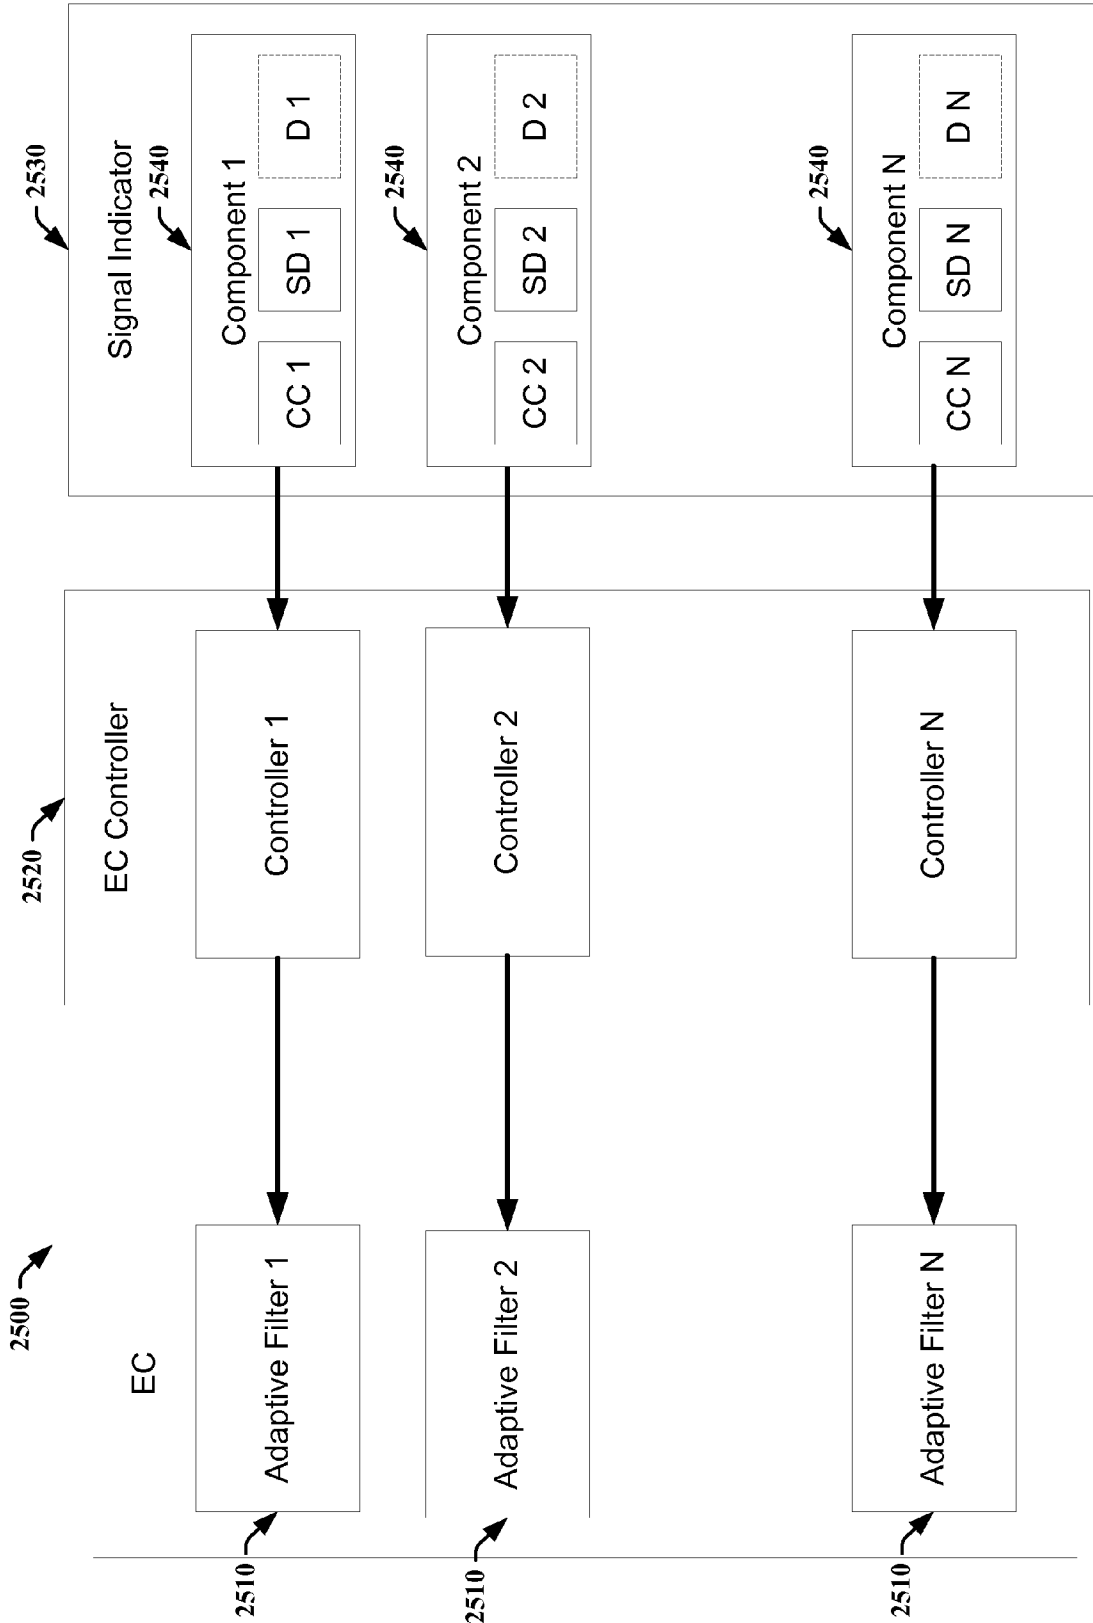 2500
EC
2510
Adaptive Filter 1
2510
Adaptive Filter 2
2510
Adaptive Filter N
2520
EC Controller
Controller 1
Controller 2
Controller N
2530
Signal Indicator
2540
Component 1
CC 1
SD 1
D 1
2540
Component 2
CC 2
SD 2
D 2
2540
Component N
CC N
SD N
D N